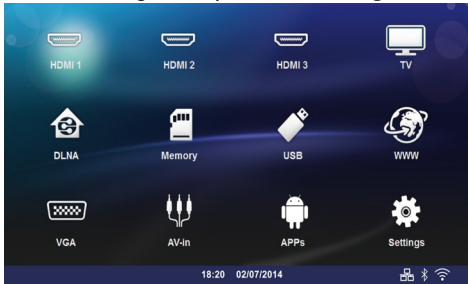 HDMI 1 HDMI 2 HDMI 3 TV
DLNA Memory USB WWW
VGA AV-in APPs Settings
18:20 02/07/2014